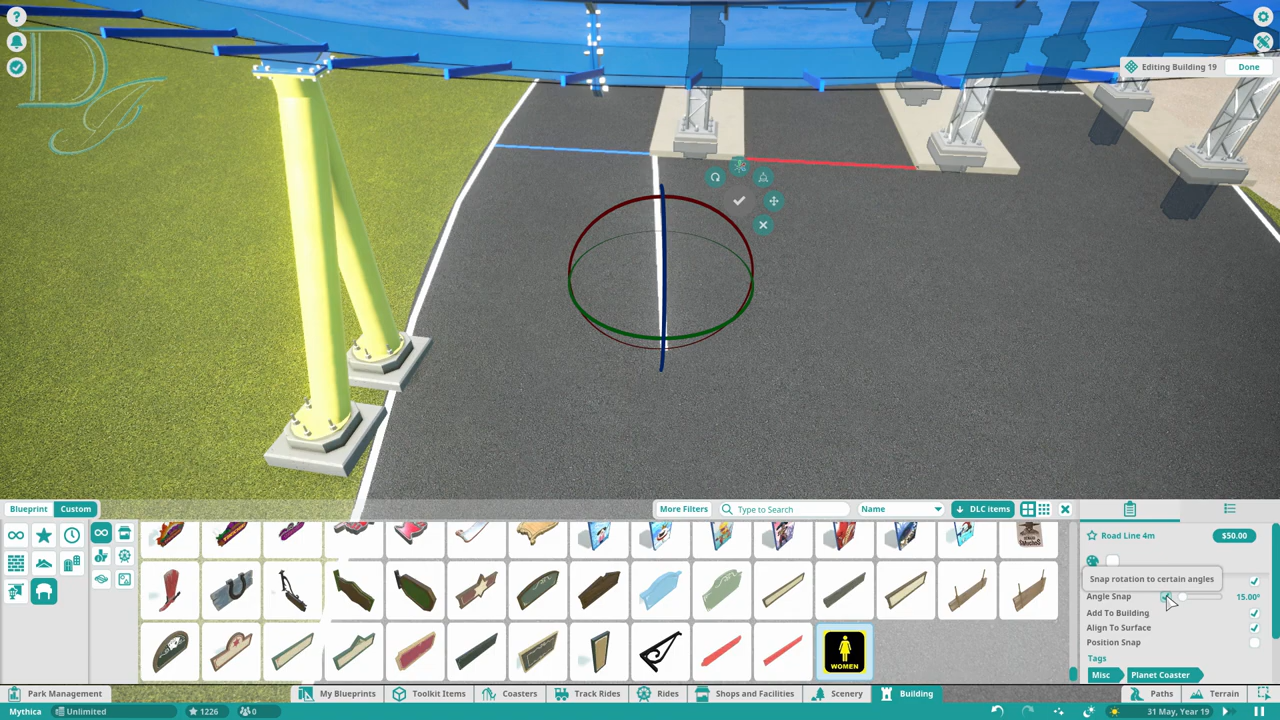 DJ
Editing Building 19
Done
Blueprint
Custom
More Filters
Type to Search
Name
DLC items
Road Line 4m
$50.00
Snap rotation to certain angles
Angle Snap
15.00°
Add To Building
Align To Surface
Position Snap
Tags
Misc
Planet Coaster
WOMEN
Park Management
My Blueprints
Toolkit Items
Coasters
Track Rides
Rides
Shops and Facilities
Scenery
Building
Paths
Terrain
Mythica
Unlimited
1226
0
31 May, Year 19